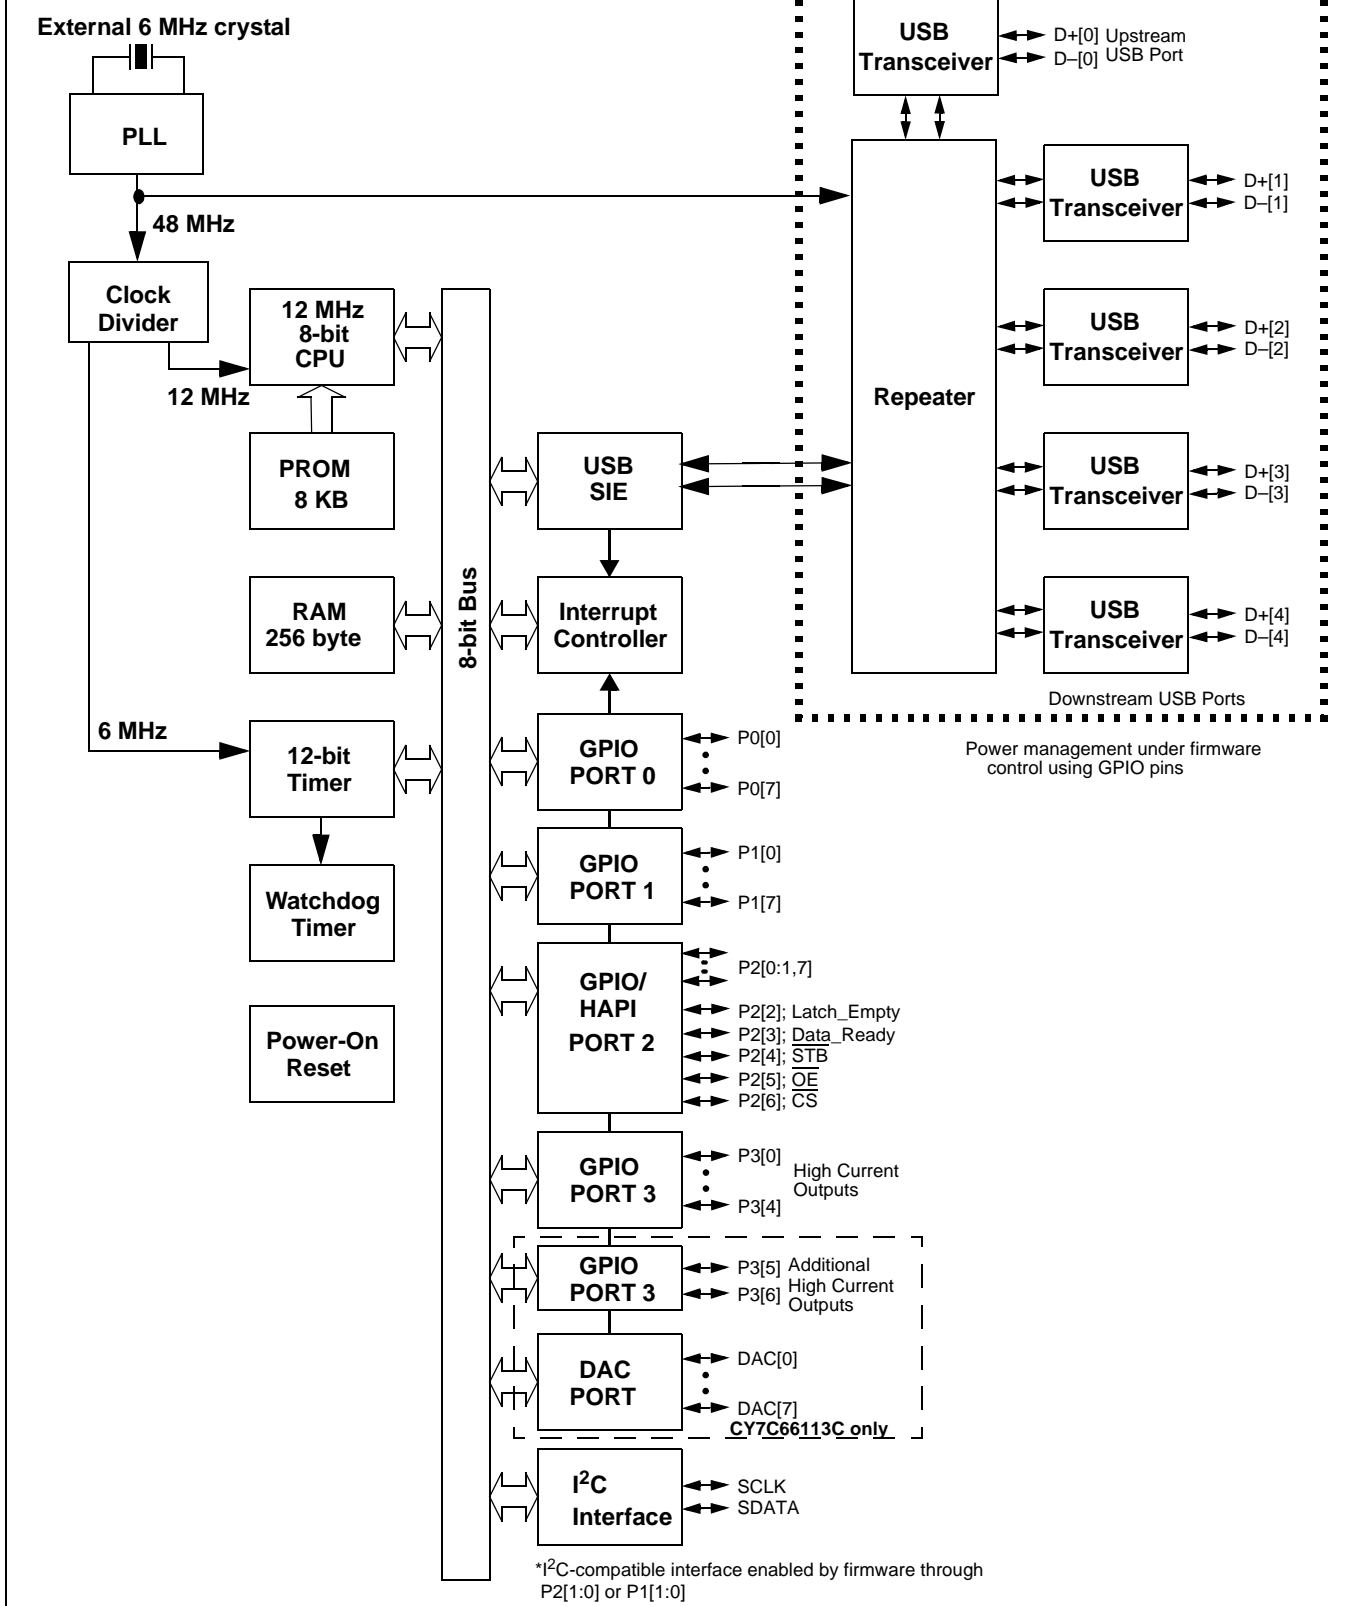 External 6 MHz crystal
PLL
48 MHz
Clock
Divider
12 MHz
8-bit
CPU
12 MHz
PROM
8 KB
RAM
256 byte
6 MHz
12-bit
Timer
Watchdog
Timer
Power-On
Reset
8-bit Bus
USB
SIE
Interrupt
Controller
GPIO
PORT 0
P0[0]
P0[7]
GPIO
PORT 1
P1[0]
P1[7]
GPIO/
HAPI
PORT 2
P2[0:1,7]
P2[2]; Latch_Empty
P2[3]; Data_Ready
P2[4]; STB
P2[5]; OE
P2[6]; CS
GPIO
PORT 3
P3[0]
P3[4]
High Current
Outputs
GPIO
PORT 3
P3[5]
P3[6]
Additional
High Current
Outputs
DAC
PORT
DAC[0]
DAC[7]
CY7C66113C only
I2C
Interface
SCLK
SDATA
*I2C-compatible interface enabled by firmware through
P2[1:0] or P1[1:0]
USB
Transceiver
D+[0] Upstream
D–[0] USB Port
Repeater
USB
Transceiver
D+[1]
D–[1]
USB
Transceiver
D+[2]
D–[2]
USB
Transceiver
D+[3]
D–[3]
USB
Transceiver
D+[4]
D–[4]
Downstream USB Ports
Power management under firmware
control using GPIO pins